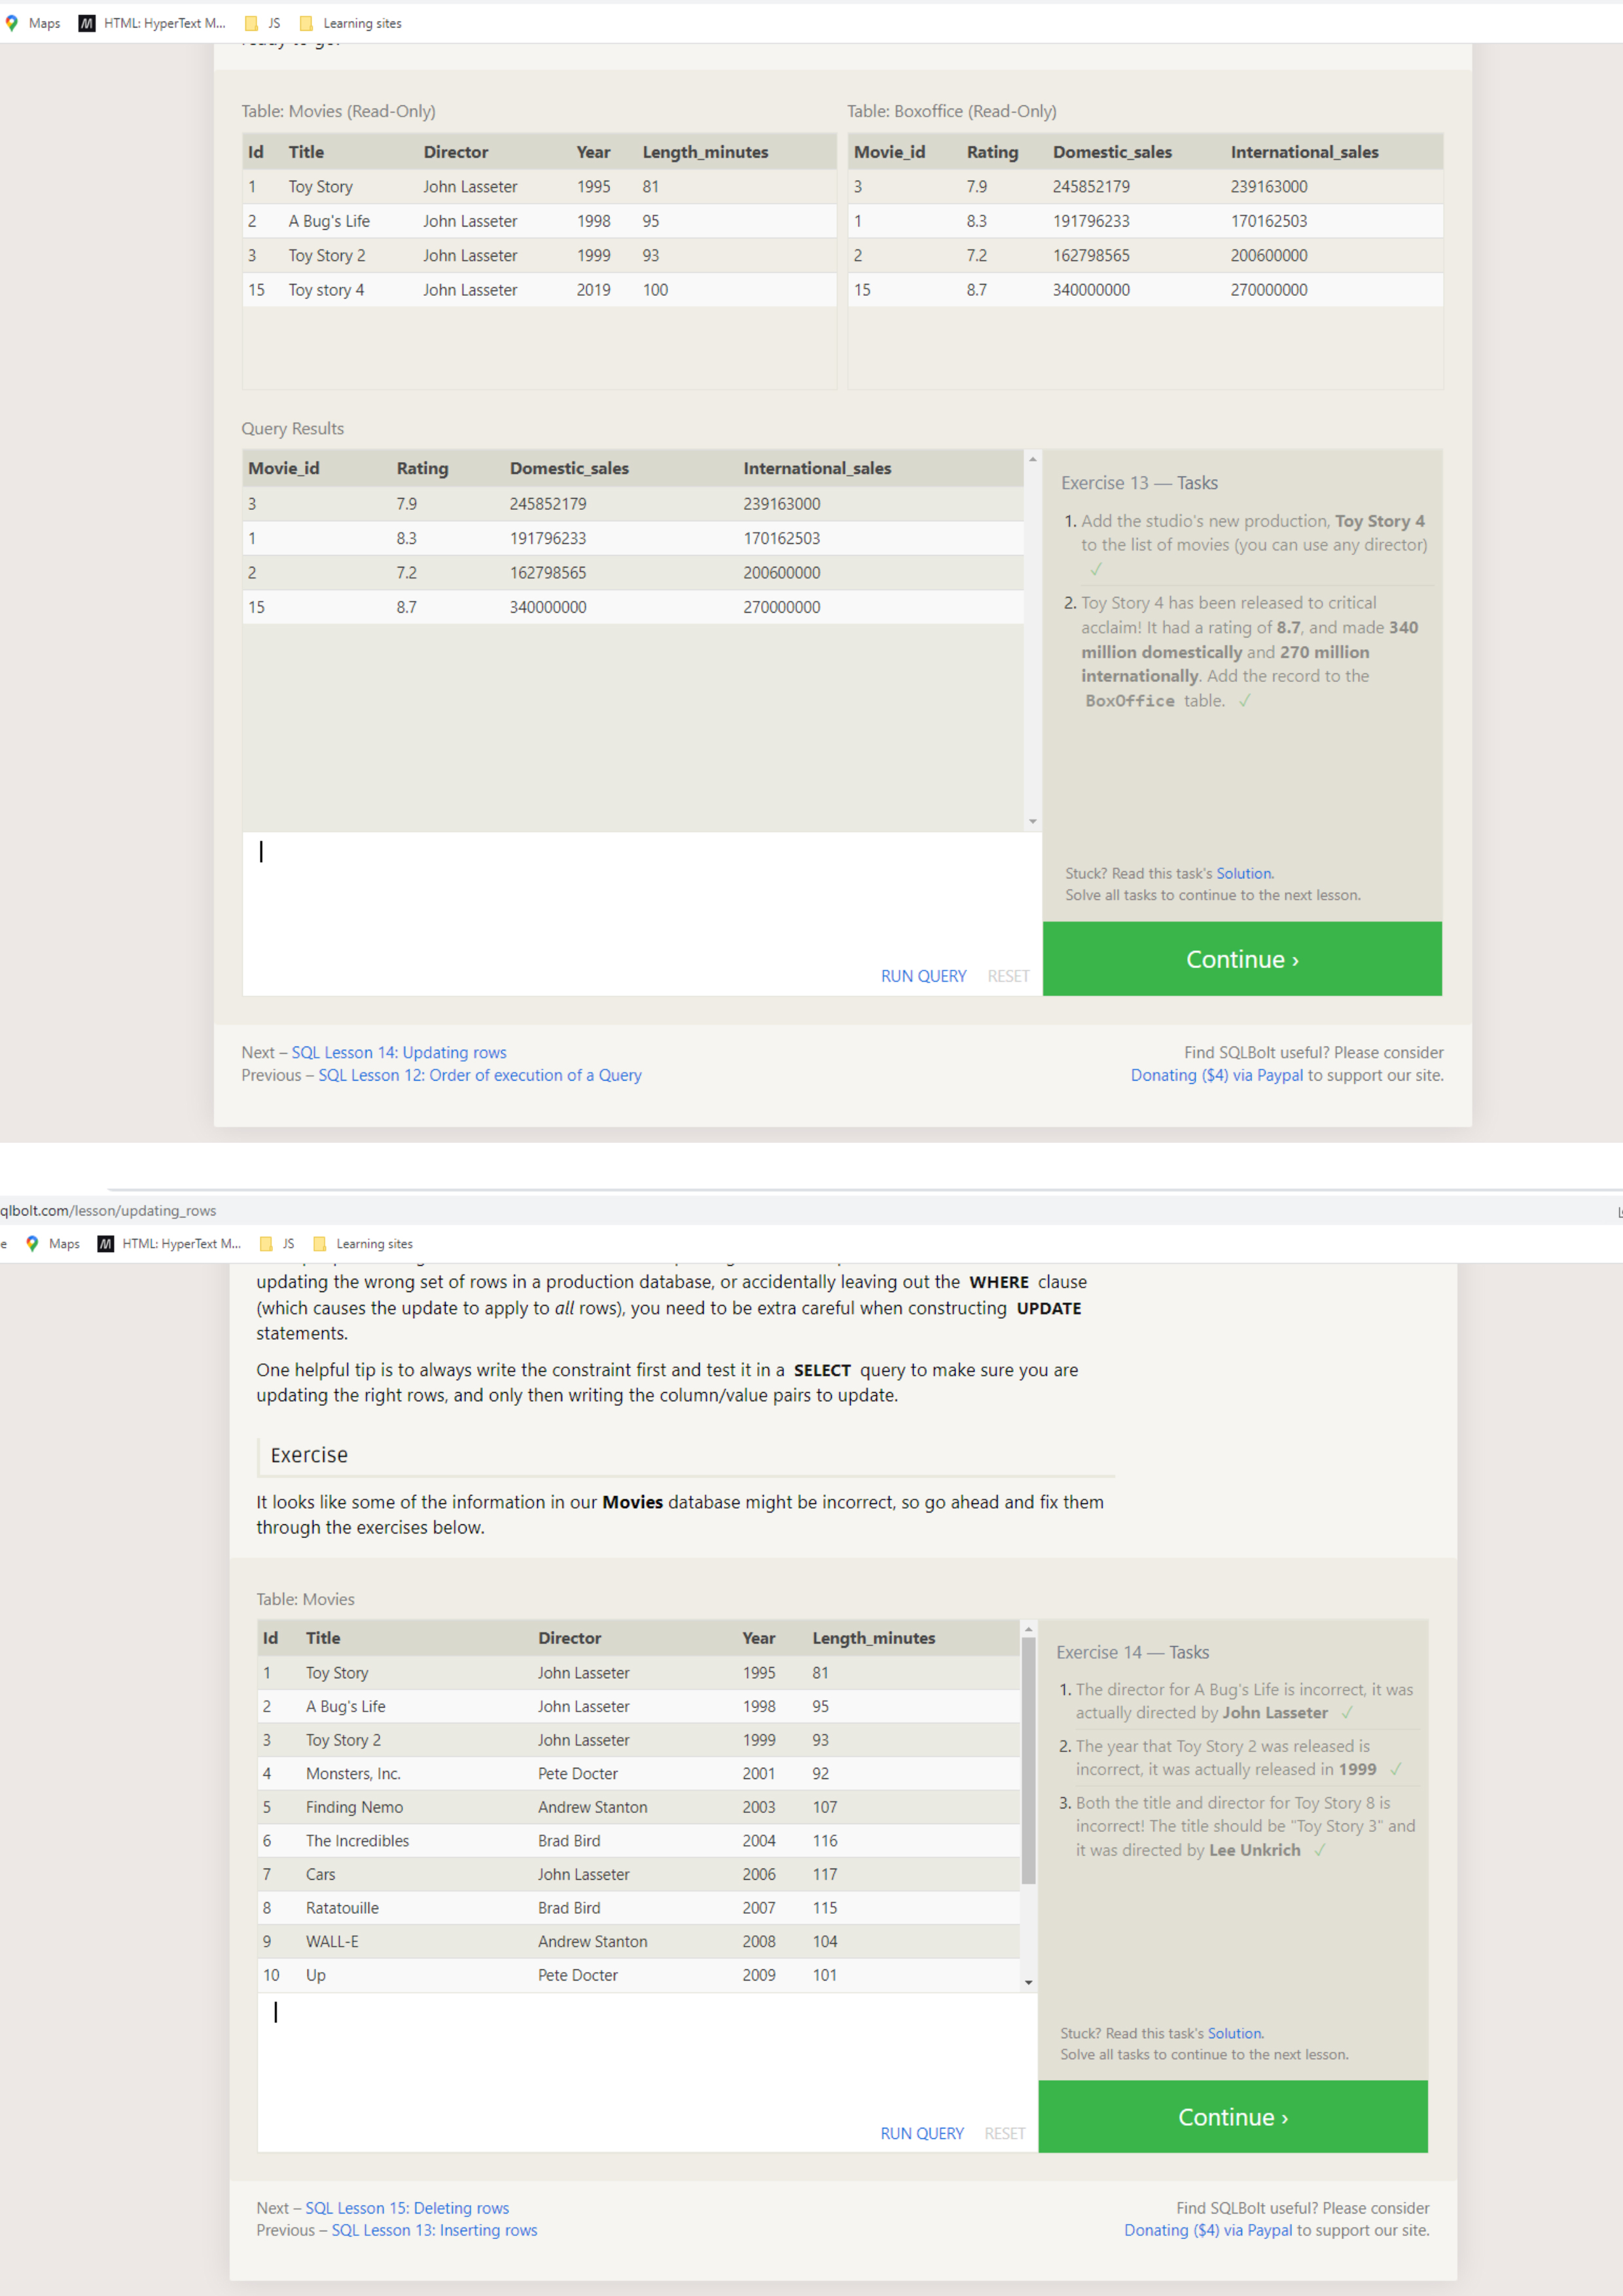 Maps HTML: HyperText M... JS Learning sites
ready to go!
Table: Movies (Read-Only)
Id Title Director Year Length_minutes
1 Toy Story John Lasseter 1995 81
2 A Bug's Life John Lasseter 1998 95
3 Toy Story 2 John Lasseter 1999 93
15 Toy story 4 John Lasseter 2019 100
Table: Boxoffice (Read-Only)
Movie_id Rating Domestic_sales International_sales
3 7.9 245852179 239163000
1 8.3 191796233 170162503
2 7.2 162798565 200600000
15 8.7 340000000 270000000
Query Results
Movie_id Rating Domestic_sales International_sales
3 7.9 245852179 239163000
1 8.3 191796233 170162503
2 7.2 162798565 200600000
15 8.7 340000000 270000000
RUN QUERY RESET
Exercise 13 — Tasks
1. Add the studio's new production, Toy Story 4
to the list of movies (you can use any director)
✓
2. Toy Story 4 has been released to critical
acclaim! It had a rating of 8.7, and made 340
million domestically and 270 million
internationally. Add the record to the
BoxOffice table. ✓
Stuck? Read this task's Solution.
Solve all tasks to continue to the next lesson.
Continue ›
Next – SQL Lesson 14: Updating rows
Previous – SQL Lesson 12: Order of execution of a Query
Find SQLBolt useful? Please consider
Donating ($4) via Paypal to support our site.
qlbolt.com/lesson/updating_rows
e Maps HTML: HyperText M... JS Learning sites
updating the wrong set of rows in a production database, or accidentally leaving out the WHERE clause
(which causes the update to apply to all rows), you need to be extra careful when constructing UPDATE
statements.
One helpful tip is to always write the constraint first and test it in a SELECT query to make sure you are
updating the right rows, and only then writing the column/value pairs to update.
Exercise
It looks like some of the information in our Movies database might be incorrect, so go ahead and fix them
through the exercises below.
Table: Movies
Id Title Director Year Length_minutes
1 Toy Story John Lasseter 1995 81
2 A Bug's Life John Lasseter 1998 95
3 Toy Story 2 John Lasseter 1999 93
4 Monsters, Inc. Pete Docter 2001 92
5 Finding Nemo Andrew Stanton 2003 107
6 The Incredibles Brad Bird 2004 116
7 Cars John Lasseter 2006 117
8 Ratatouille Brad Bird 2007 115
9 WALL-E Andrew Stanton 2008 104
10 Up Pete Docter 2009 101
RUN QUERY RESET
Exercise 14 — Tasks
1. The director for A Bug's Life is incorrect, it was
actually directed by John Lasseter ✓
2. The year that Toy Story 2 was released is
incorrect, it was actually released in 1999 ✓
3. Both the title and director for Toy Story 8 is
incorrect! The title should be "Toy Story 3" and
it was directed by Lee Unkrich ✓
Stuck? Read this task's Solution.
Solve all tasks to continue to the next lesson.
Continue ›
Next – SQL Lesson 15: Deleting rows
Previous – SQL Lesson 13: Inserting rows
Find SQLBolt useful? Please consider
Donating ($4) via Paypal to support our site.